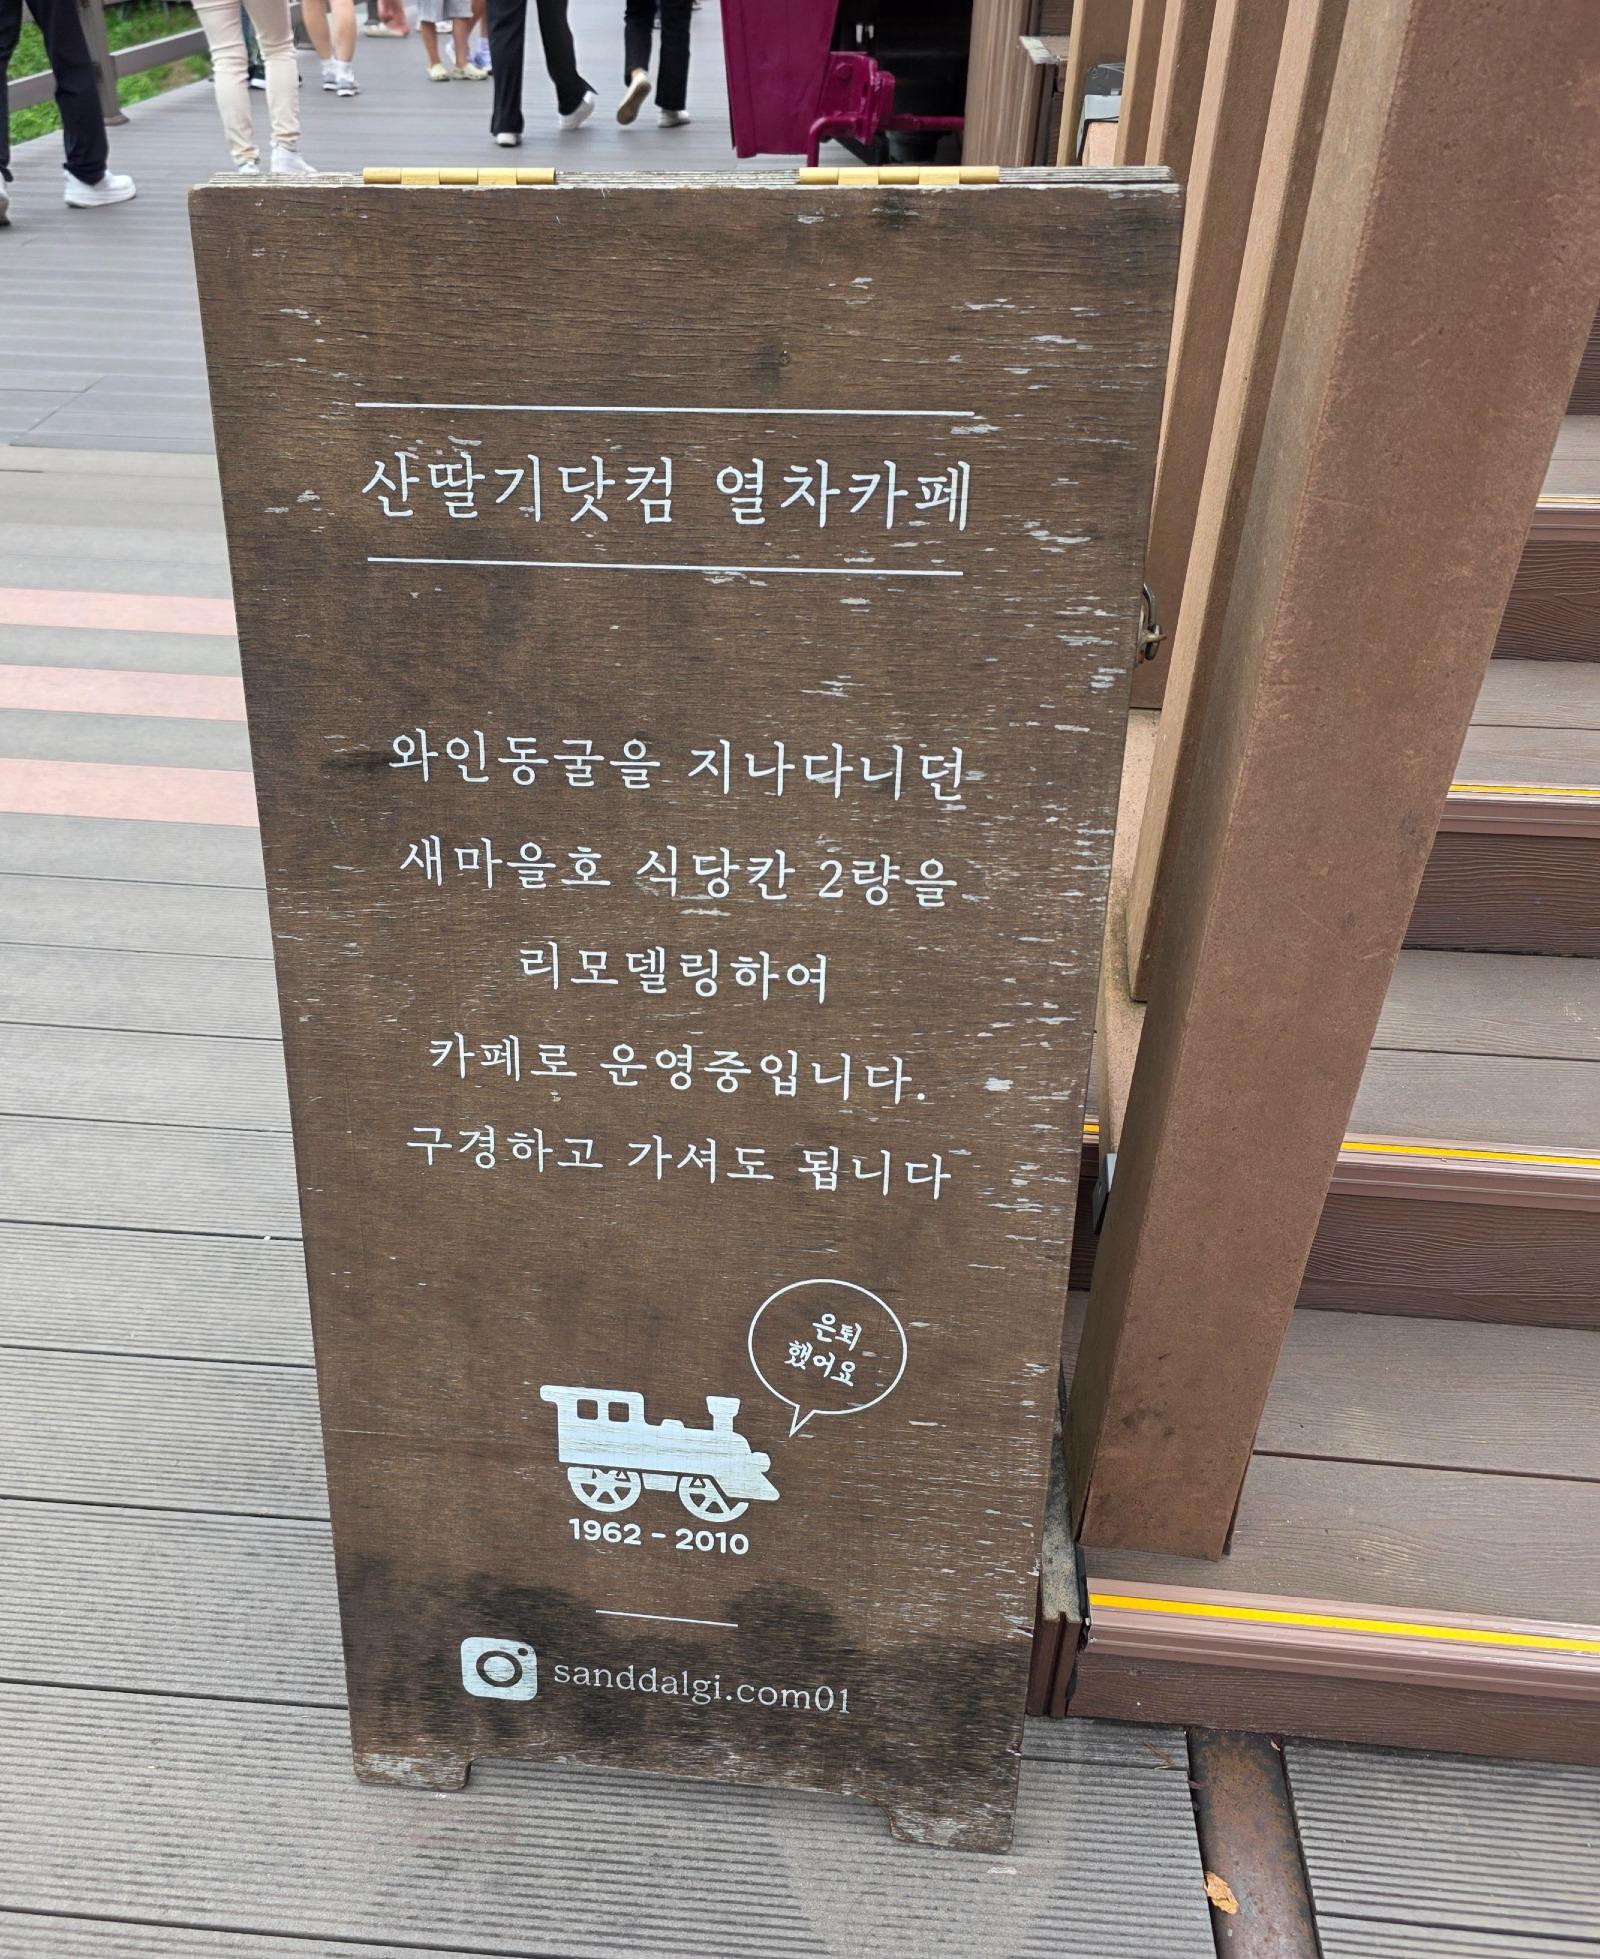 산딸기닷컴 열차카페
와인동굴을 지나다니던
새마을호 식당칸 2량을
리모델링하여
카페로 운영중입니다.
구경하고 가셔도 됩니다
은퇴
했어요
1962 - 2010
sanddalgi.com01